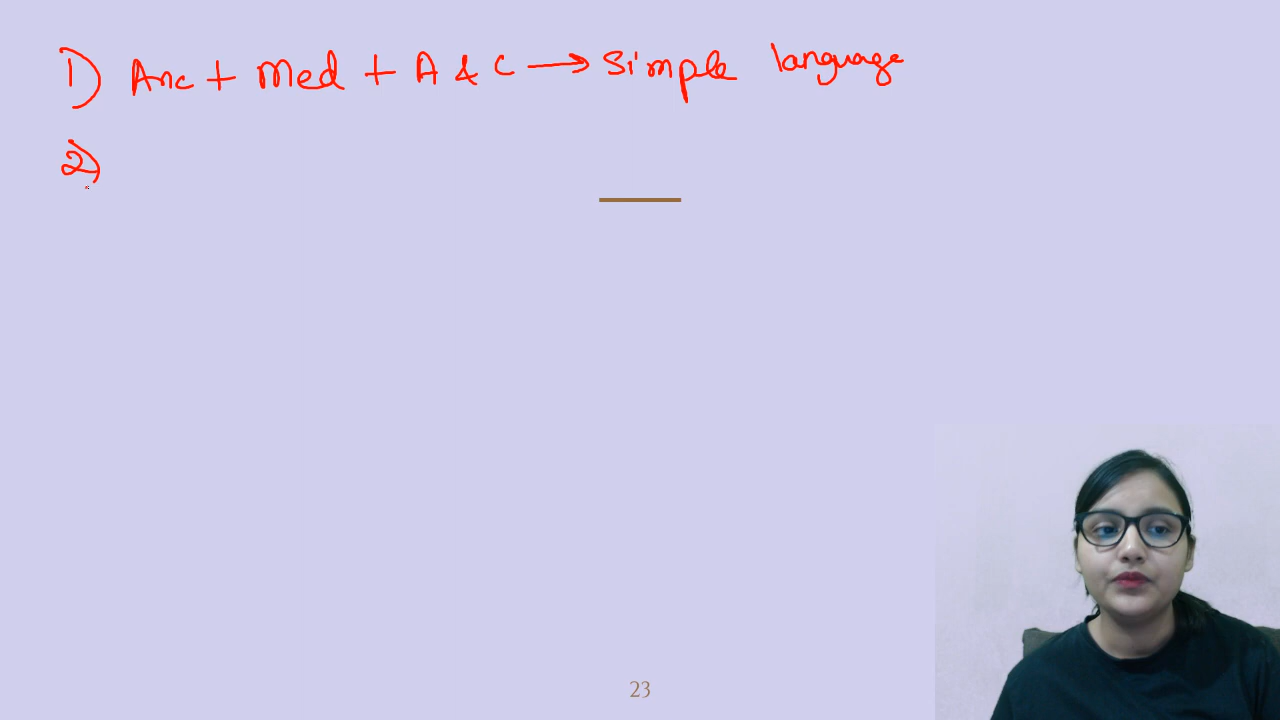 1) Anc + Med + A & C → Simple language
2)
23